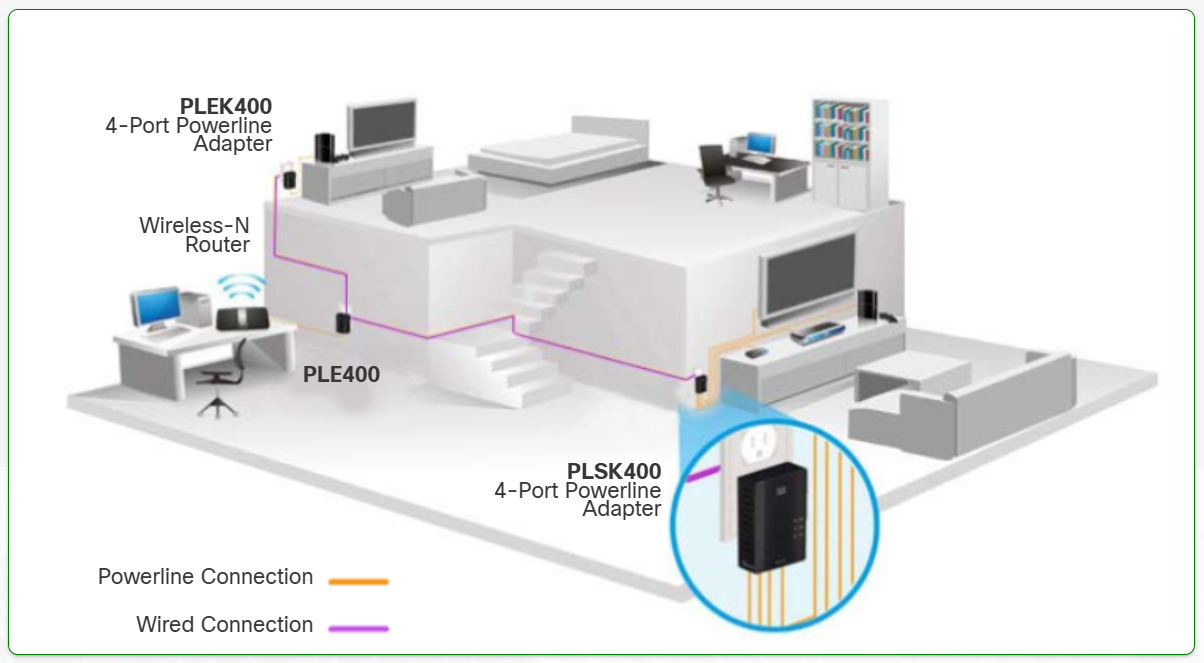 PLEK400
4-Port Powerline
Adapter
Wireless-N
Router
PLE400
PLSK400
4-Port Powerline
Adapter
Powerline Connection
Wired Connection